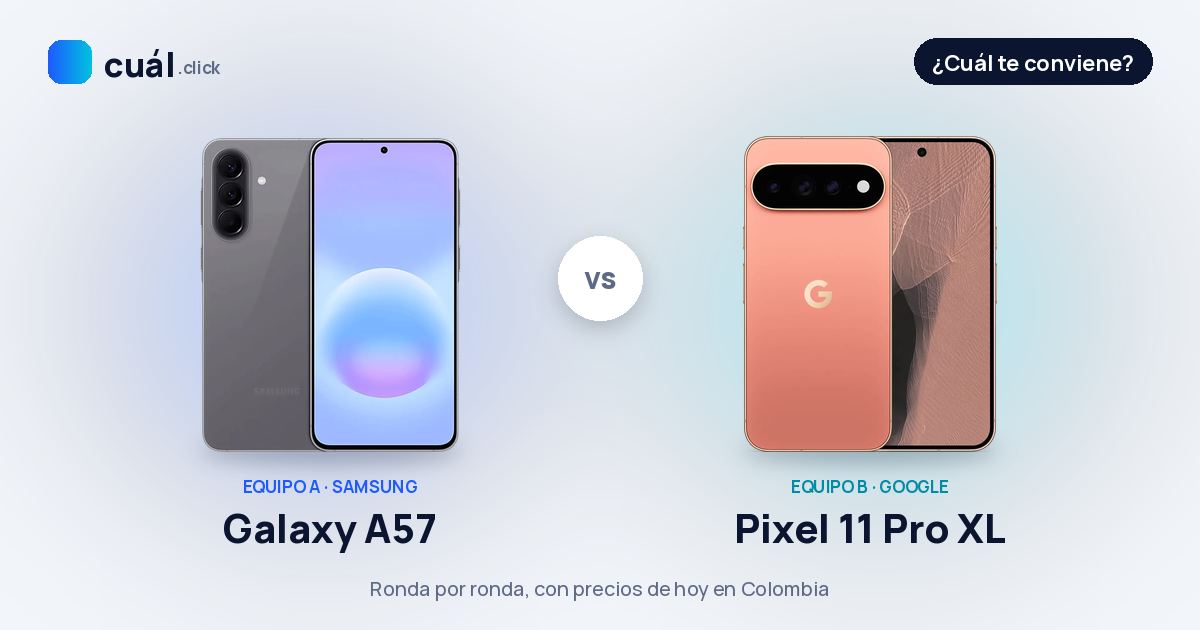 cuál.click
¿Cuál te conviene?
SAMSUNG
G
vs
EQUIPO A · SAMSUNG
Galaxy A57
EQUIPO B · GOOGLE
Pixel 11 Pro XL
Ronda por ronda, con precios de hoy en Colombia